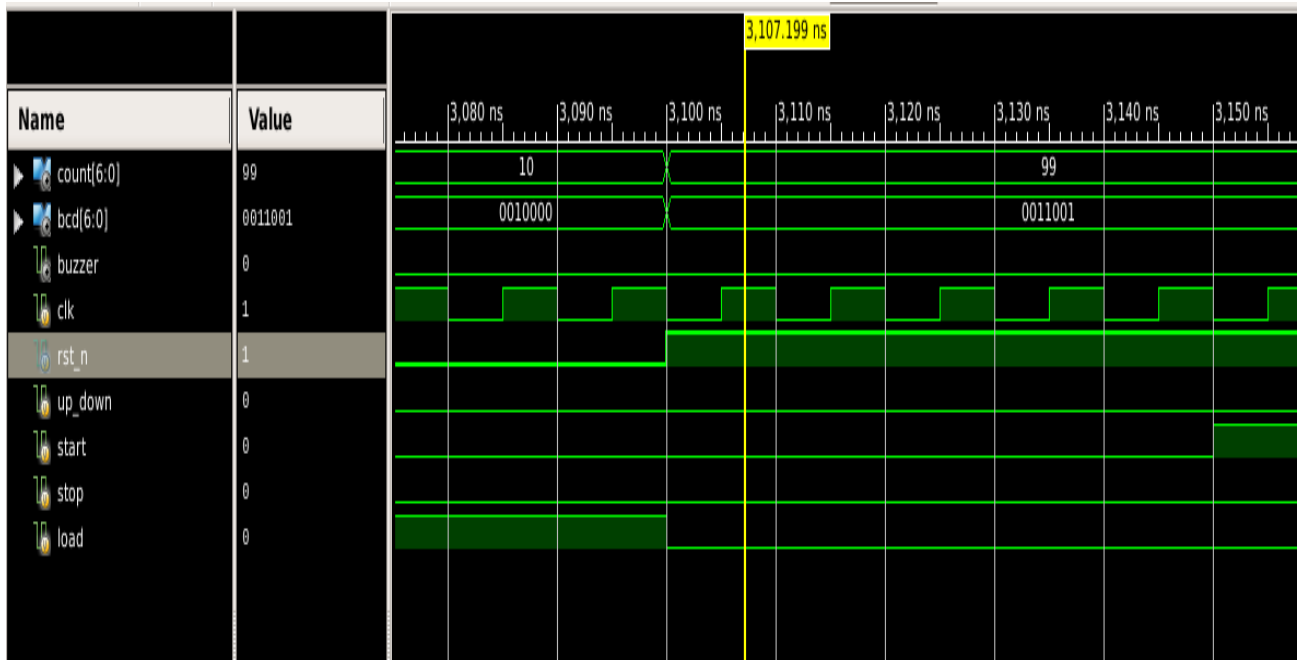 3,107.199 ns
Name Value
3,080 ns 3,090 ns 3,100 ns 3,110 ns 3,120 ns 3,130 ns 3,140 ns 3,150 ns
count[6:0] 99 10 99
bcd[6:0] 0011001 0010000 0011001
buzzer 0
clk 1
rst_n 1
up_down 0
start 0
stop 0
load 0